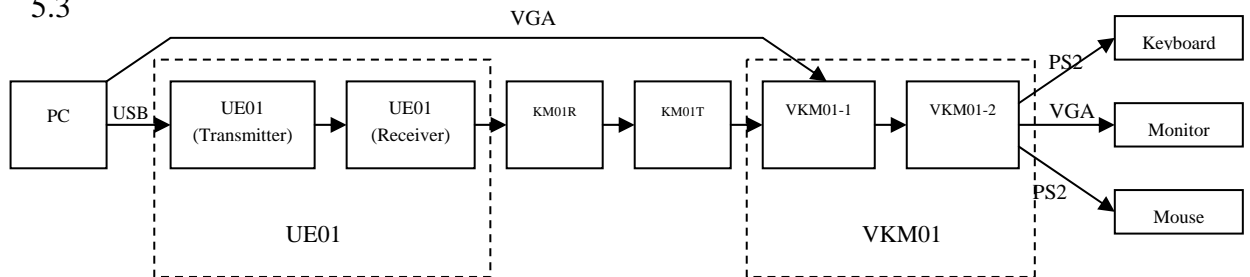 5.3
VGA
PC
USB
UE01
(Transmitter)
UE01
(Receiver)
KM01R
KM01T
VKM01-1
VKM01-2
PS2
VGA
PS2
Keyboard
Monitor
Mouse
UE01
VKM01